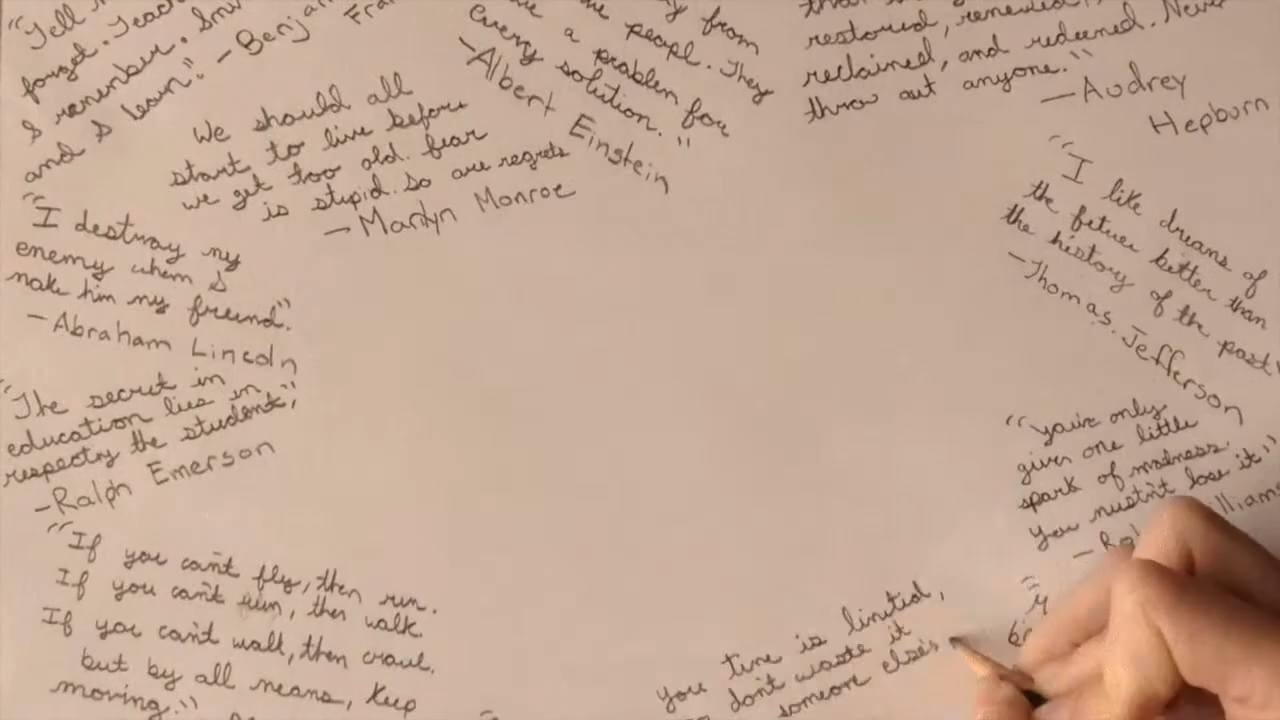 "Tell
forget. Teach
I remember.
and I learn." -Benja
Fra
We should all
start to live before
we get too old. fear
is stupid. so are regrets
- Marilyn Monroe
people. They
a problem for
every solution."
-Albert Einstein
restored, renewed,
reclaimed, and redeemed. Never
throw out anyone."
- Audrey
Hepburn
"I destroy my
enemy when I
make him my friend."
-Abraham Lincoln
"I like dreams of
the future better than
the history of the past"
-Thomas Jefferson
"The secret in
education lies in
respecting the student,"
-Ralph Emerson
"you're only
given one little
spark of madness.
you mustn't lose it"
illiams
"If you can't fly, then run.
If you can't run, then walk.
If you can't walk, then crawl.
but by all means, keep
moving."
your time is limited,
don't waste it
someone else's